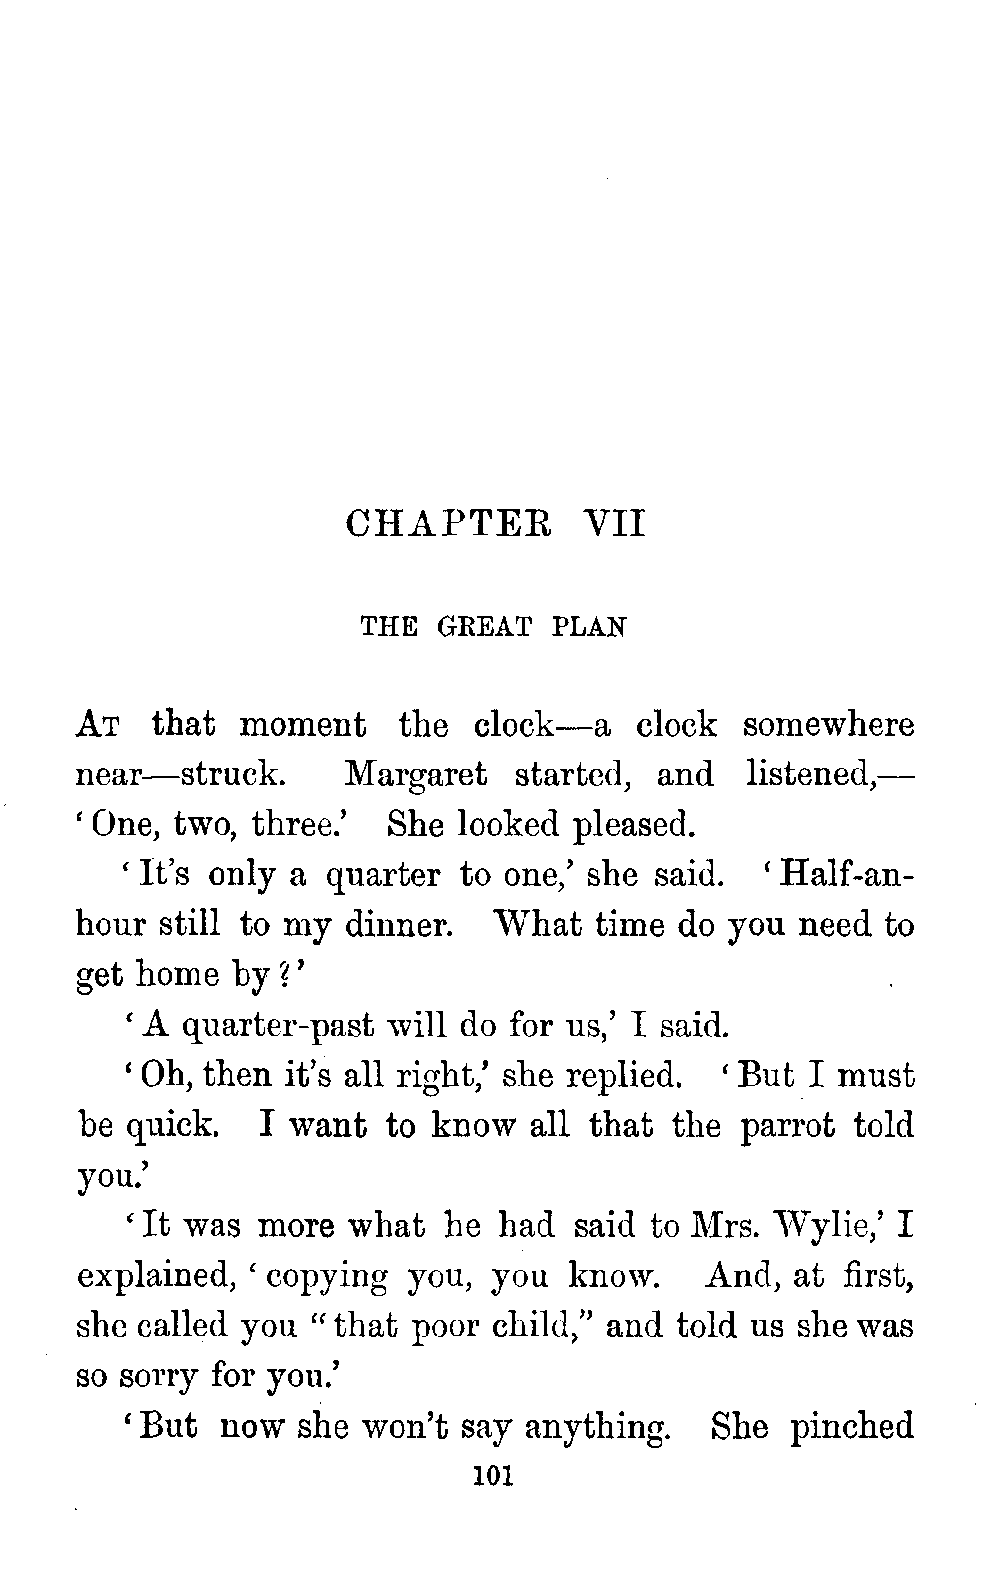 CHAPTER VII
THE GREAT PLAN
AT that moment the clock—a clock somewhere
near—struck. Margaret started, and listened,—
‘One, two, three.’ She looked pleased.
‘It’s only a quarter to one,’ she said. ‘Half-an-
hour still to my dinner. What time do you need to
get home by?’
‘A quarter-past will do for us,’ I said.
‘Oh, then it’s all right,’ she replied. ‘But I must
be quick. I want to know all that the parrot told
you.’
‘It was more what he had said to Mrs. Wylie,’ I
explained, ‘copying you, you know. And, at first,
she called you “that poor child,” and told us she was
so sorry for you.’
‘But now she won’t say anything. She pinched
101